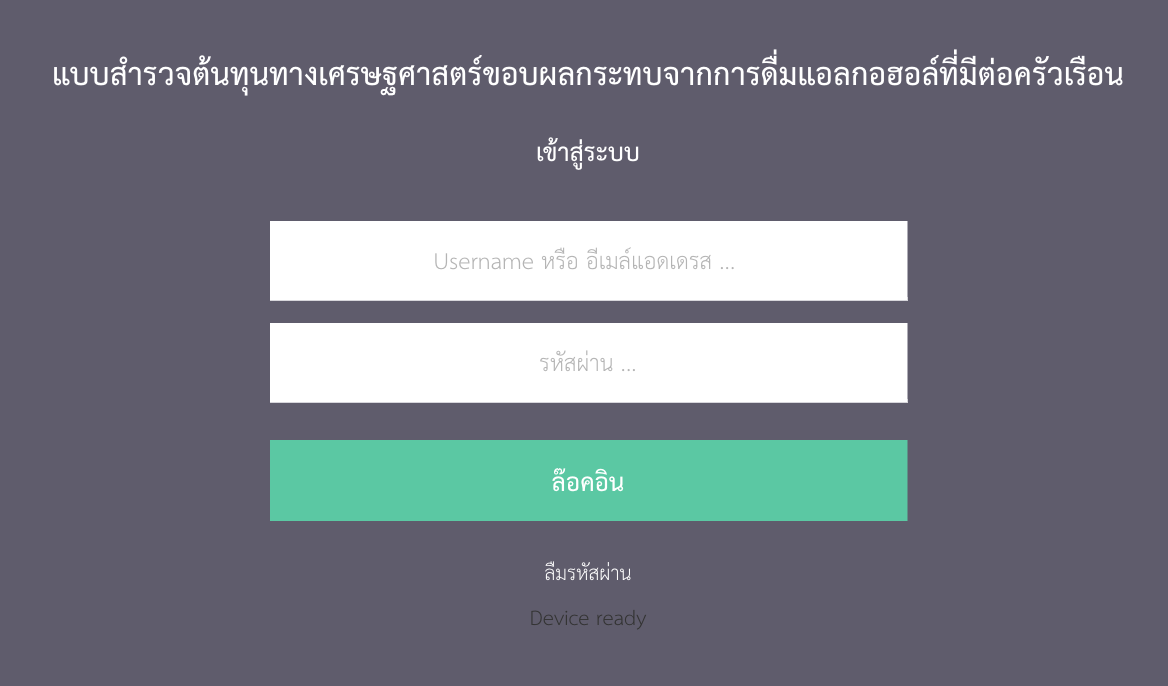 แบบสำรวจต้นทุนทางเศรษฐศาสตร์ขอบผลกระทบจากการดื่มแอลกอฮอล์ที่มีต่อครัวเรือน
เข้าสู่ระบบ
Username หรือ อีเมล์แอดเดรส ...
รหัสผ่าน ...
ล๊อคอิน
ลืมรหัสผ่าน
Device ready